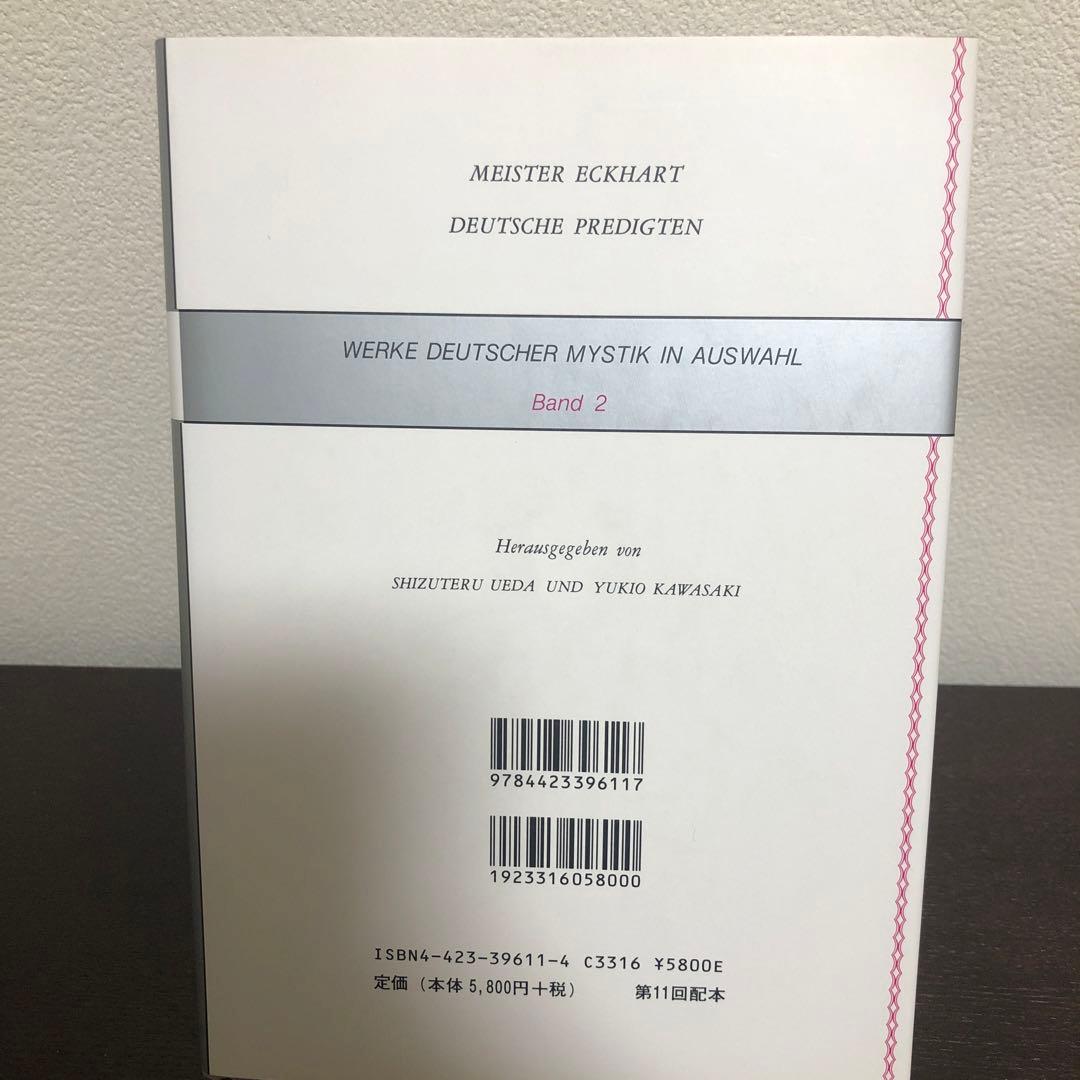 MEISTER ECKHART
DEUTSCHE PREDIGTEN
WERKE DEUTSCHER MYSTIK IN AUSWAHL
Band 2
Herausgegeben von
SHIZUTERU UEDA UND YUKIO KAWASAKI
9784423396117
1923316058000
ISBN4-423-39611-4 C3316 ¥5800E
定価（本体5,800円＋税） 第11回配本